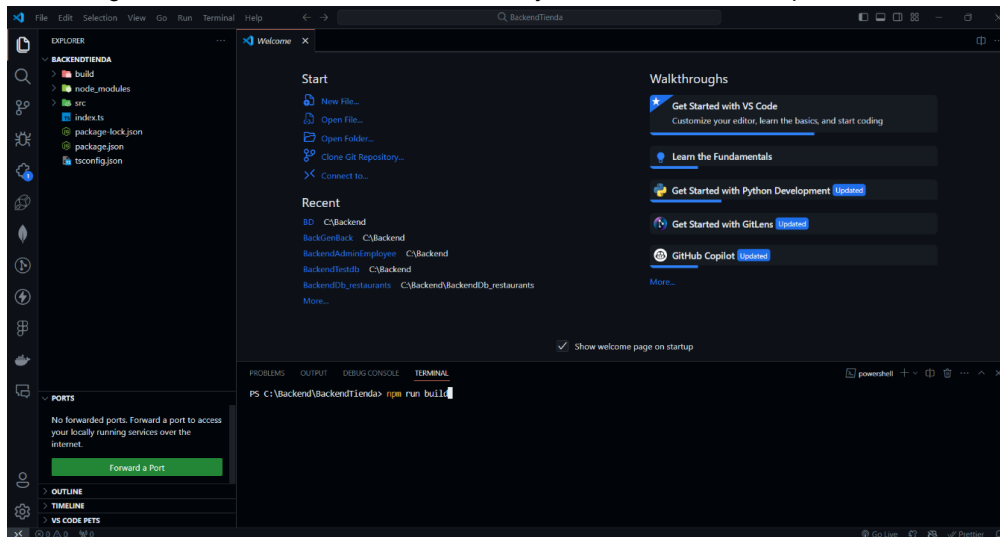 File Edit Selection View Go Run Terminal Help
BackendTienda
EXPLORER
Welcome
BACKENDTIENDA
build
node_modules
src
index.ts
package-lock.json
package.json
tsconfig.json
Start
New File...
Open File...
Open Folder...
Clone Git Repository...
Connect to...
Recent
BD C:\Backend
BackGenBack C:\Backend
BackendAdminEmployee C:\Backend
BackendTestdb C:\Backend
BackendDb_restaurants C:\Backend\BackendDb_restaurants
More...
Walkthroughs
Get Started with VS Code
Customize your editor, learn the basics, and start coding
Learn the Fundamentals
Get Started with Python Development Updated
Get Started with GitLens Updated
GitHub Copilot Updated
More...
Show welcome page on startup
PROBLEMS OUTPUT DEBUG CONSOLE TERMINAL
powershell
PS C:\Backend\BackendTienda> npm run build
PORTS
No forwarded ports. Forward a port to access
your locally running services over the
internet.
Forward a Port
OUTLINE
TIMELINE
VS CODE PETS
0 0 0
Go Live
Prettier